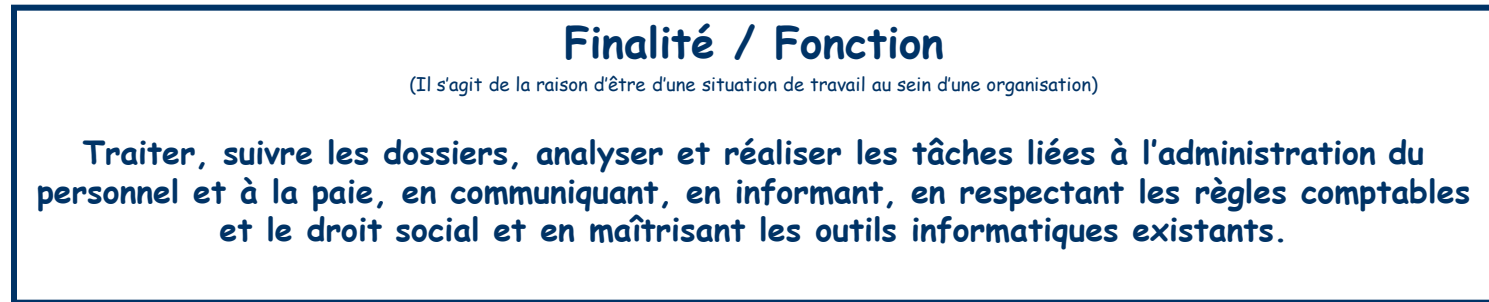 Finalité / Fonction
(Il s’agit de la raison d’être d’une situation de travail au sein d’une organisation)
Traiter, suivre les dossiers, analyser et réaliser les tâches liées à l’administration du
personnel et à la paie, en communiquant, en informant, en respectant les règles comptables
et le droit social et en maîtrisant les outils informatiques existants.